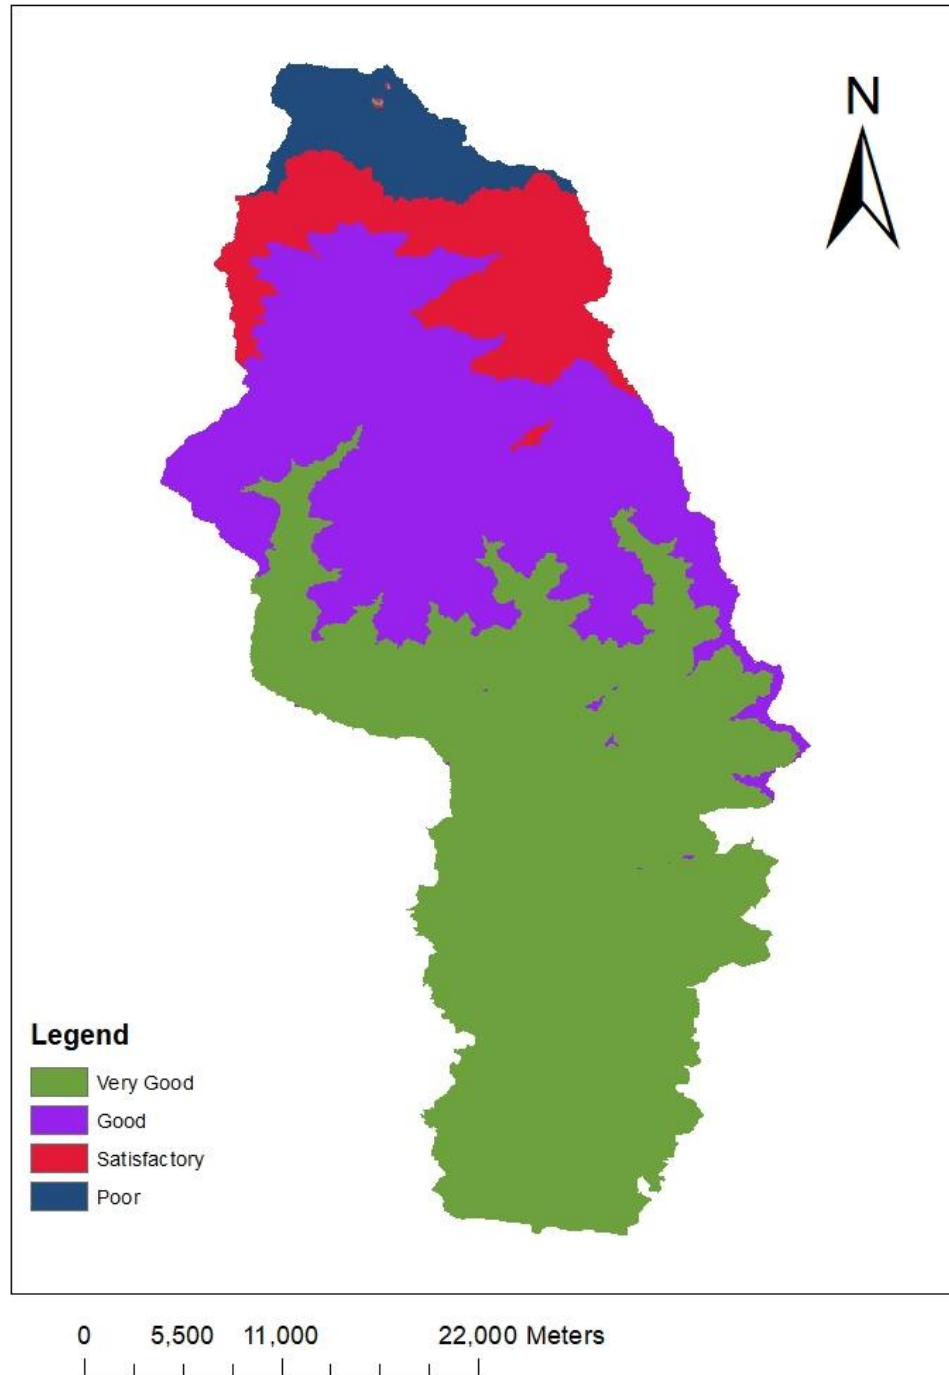 N
Legend
Very Good
Good
Satisfactory
Poor
0 5,500 11,000 22,000 Meters